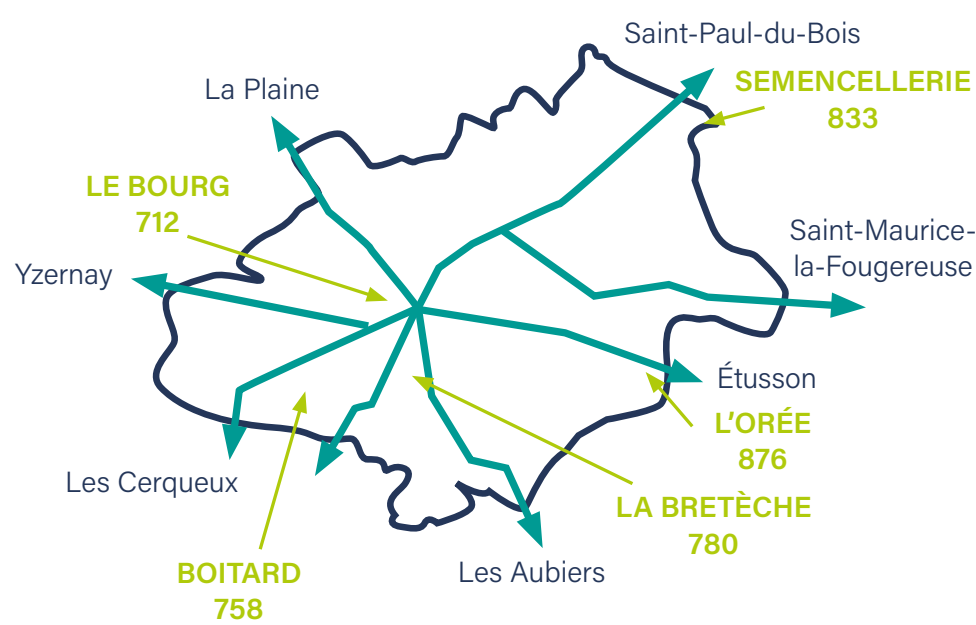 Saint-Paul-du-Bois
SEMENCELLERIE
833
La Plaine
LE BOURG
712
Saint-Maurice-
la-Fougereuse
Yzernay
Étusson
L'ORÉE
876
Les Cerqueux
LA BRETÈCHE
780
BOITARD
758
Les Aubiers